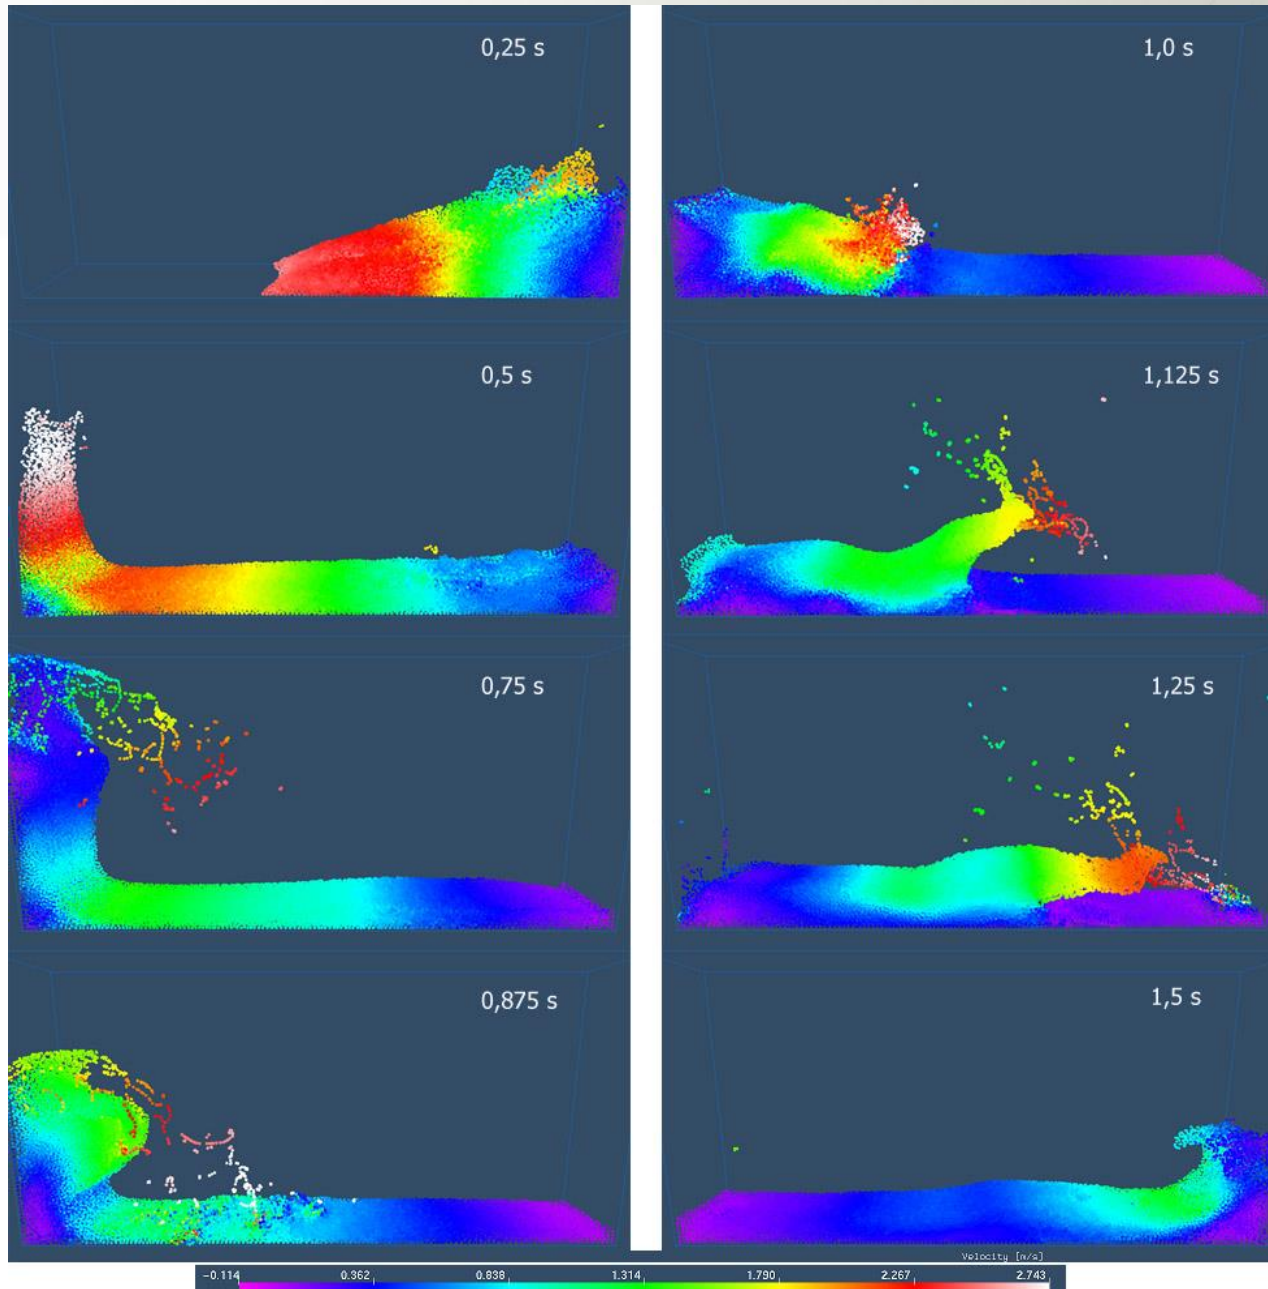 0,25 s
0,5 s
0,75 s
0,875 s
1,0 s
1,125 s
1,25 s
1,5 s
Velocity [m/s]
-0.114 0.362 0.838 1.314 1.790 2.267 2.743